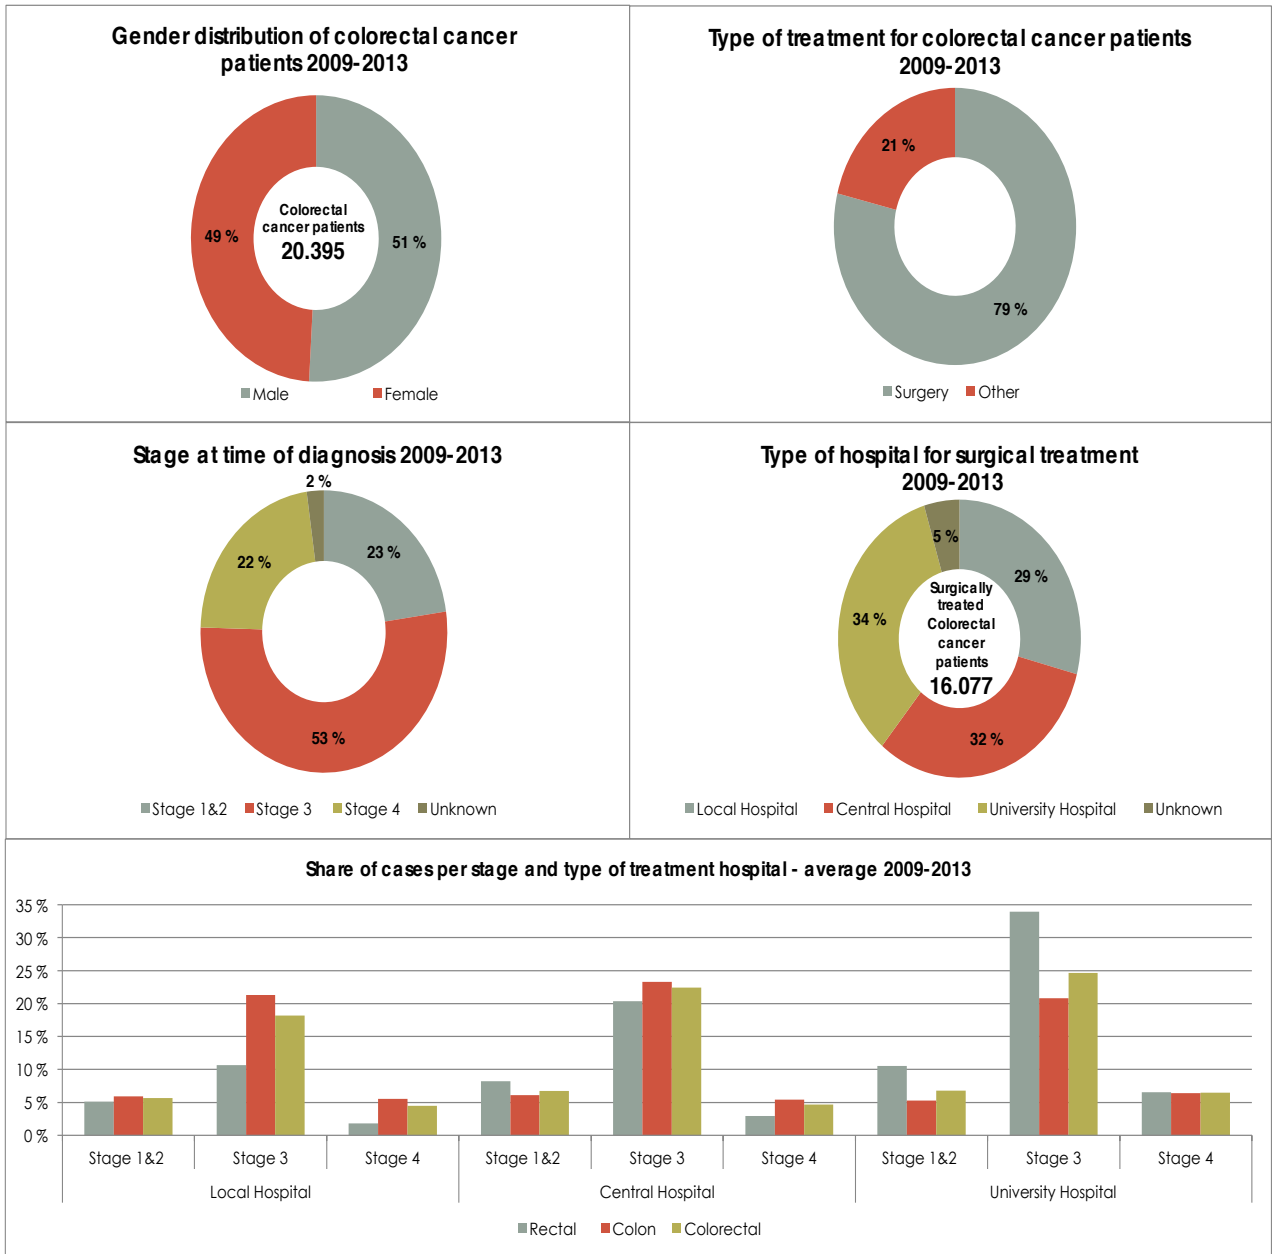 Gender distribution of colorectal cancer
patients 2009-2013
49 %
Colorectal
cancer patients
20.395
51 %
Male Female
Type of treatment for colorectal cancer patients
2009-2013
21 %
79 %
Surgery Other
Stage at time of diagnosis 2009-2013
2 %
22 %
23 %
53 %
Stage 1&2 Stage 3 Stage 4 Unknown
Type of hospital for surgical treatment
2009-2013
5 %
29 %
34 %
Surgically
treated
Colorectal
cancer
patients
16.077
32 %
Local Hospital Central Hospital University Hospital Unknown
Share of cases per stage and type of treatment hospital - average 2009-2013
35 %
30 %
25 %
20 %
15 %
10 %
5 %
0 %
Stage 1&2 Stage 3 Stage 4 Stage 1&2 Stage 3 Stage 4 Stage 1&2 Stage 3 Stage 4
Local Hospital Central Hospital University Hospital
Rectal Colon Colorectal